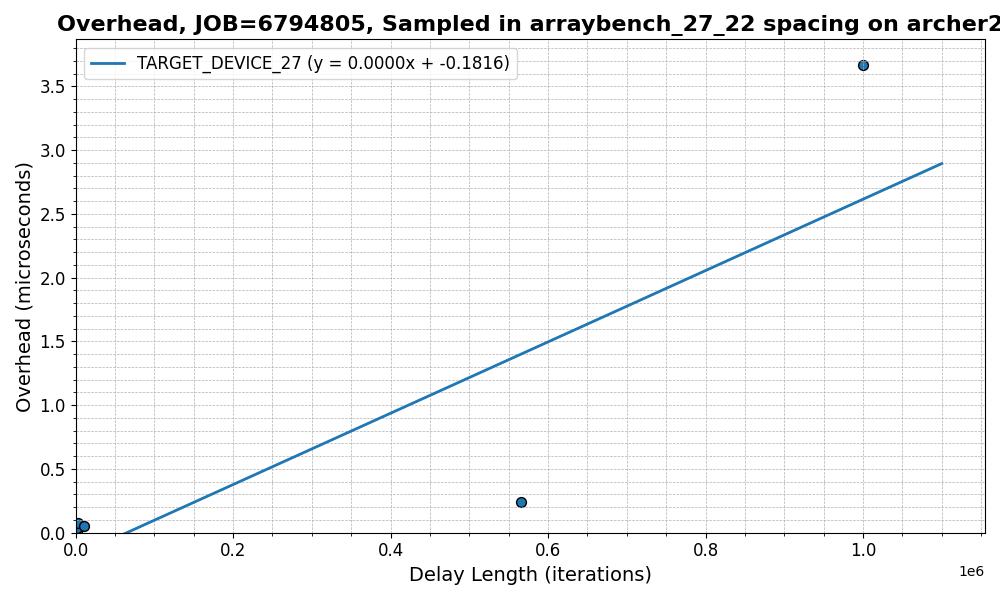 Overhead, JOB=6794805, Sampled in arraybench_27_22 spacing on archer2
TARGET_DEVICE_27 (y = 0.0000x + -0.1816)
3.5
3.0
2.5
2.0
1.5
1.0
0.5
0.0
Overhead (microseconds)
0.0 0.2 0.4 0.6 0.8 1.0
1e6
Delay Length (iterations)